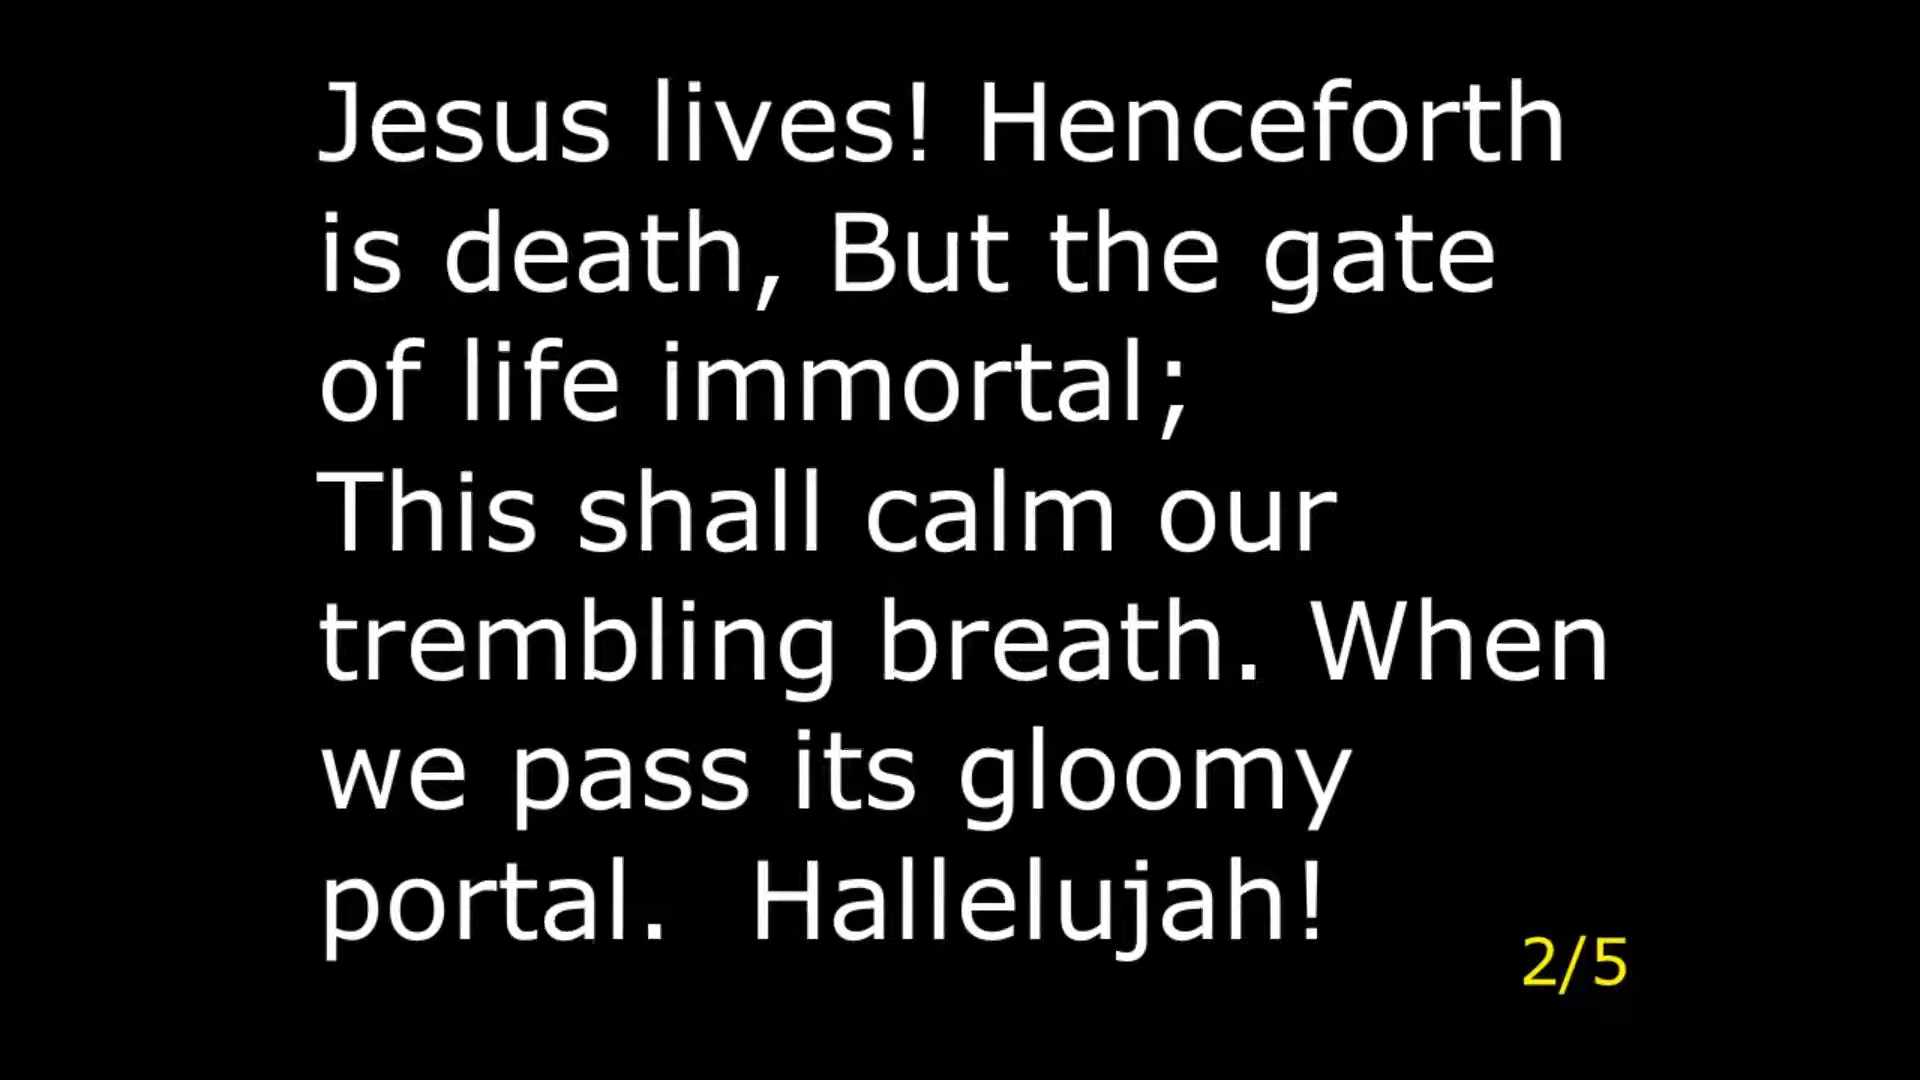 Jesus lives! Henceforth
is death, But the gate
of life immortal;
This shall calm our
trembling breath. When
we pass its gloomy
portal.  Hallelujah!
2/5